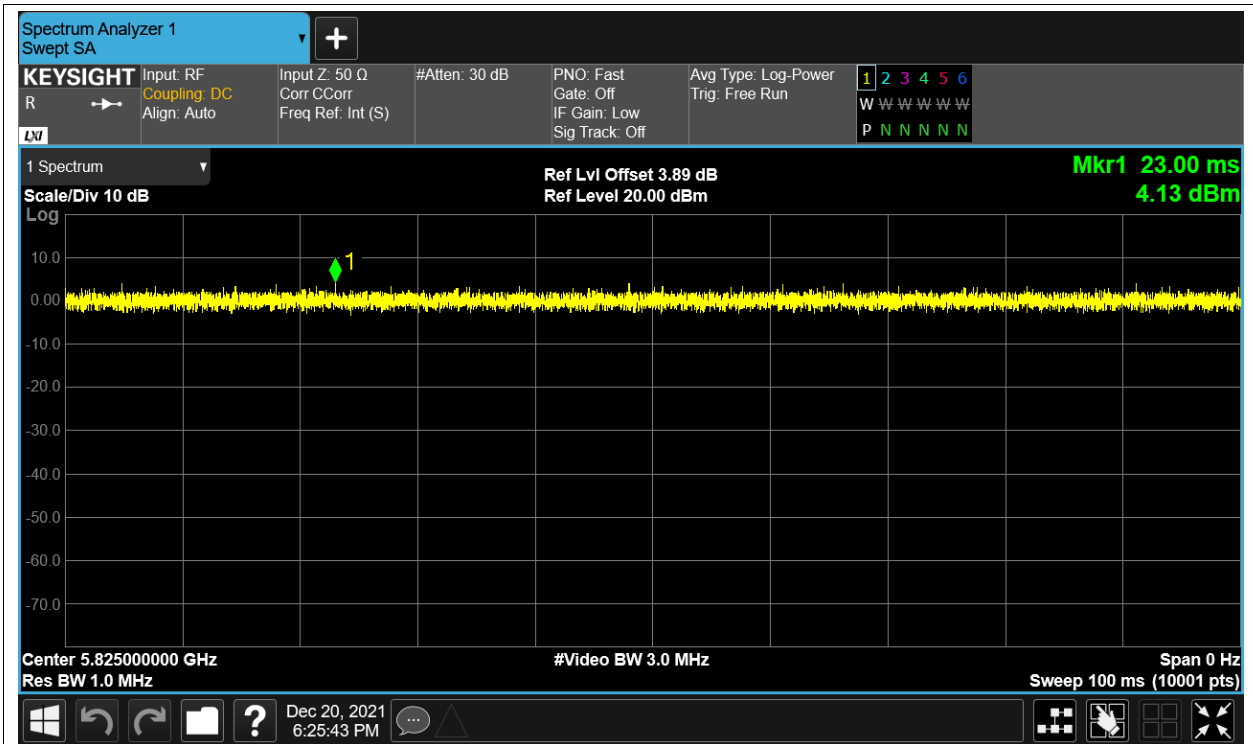 Spectrum Analyzer 1
Swept SA
KEYSIGHT
R
LXI
Input: RF
Coupling: DC
Align: Auto
Input Z: 50 Ω
Corr CCorr
Freq Ref: Int (S)
#Atten: 30 dB
PNO: Fast
Gate: Off
IF Gain: Low
Sig Track: Off
Avg Type: Log-Power
Trig: Free Run
1 2 3 4 5 6
W W W W W W
P N N N N N
1 Spectrum
Scale/Div 10 dB
Ref Lvl Offset 3.89 dB
Ref Level 20.00 dBm
Mkr1 23.00 ms
4.13 dBm
Log
10.0
0.00
-10.0
-20.0
-30.0
-40.0
-50.0
-60.0
-70.0
1
Center 5.825000000 GHz
Res BW 1.0 MHz
#Video BW 3.0 MHz
Span 0 Hz
Sweep 100 ms (10001 pts)
?
Dec 20, 2021
6:25:43 PM